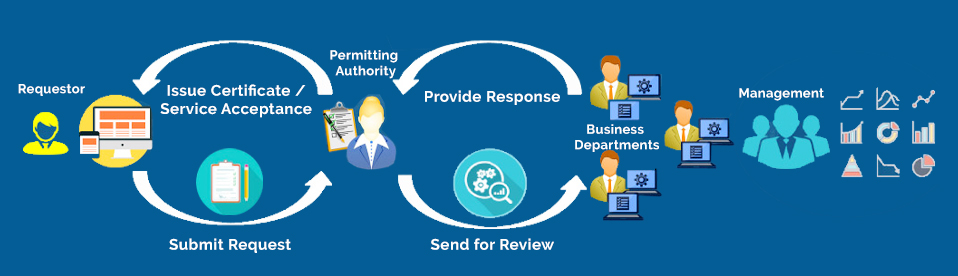 Requestor
Issue Certificate /
Service Acceptance
Submit Request
Permitting
Authority
Provide Response
Send for Review
Business
Departments
Management